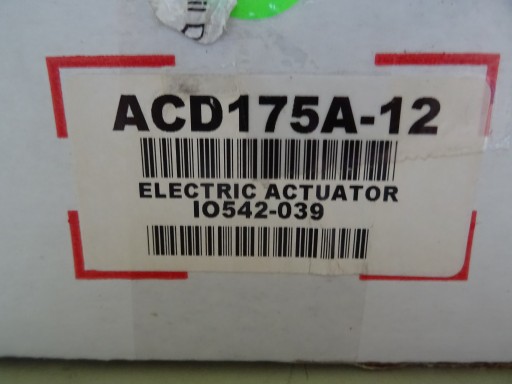 ACD175A-12
ELECTRIC ACTUATOR
IO542-039